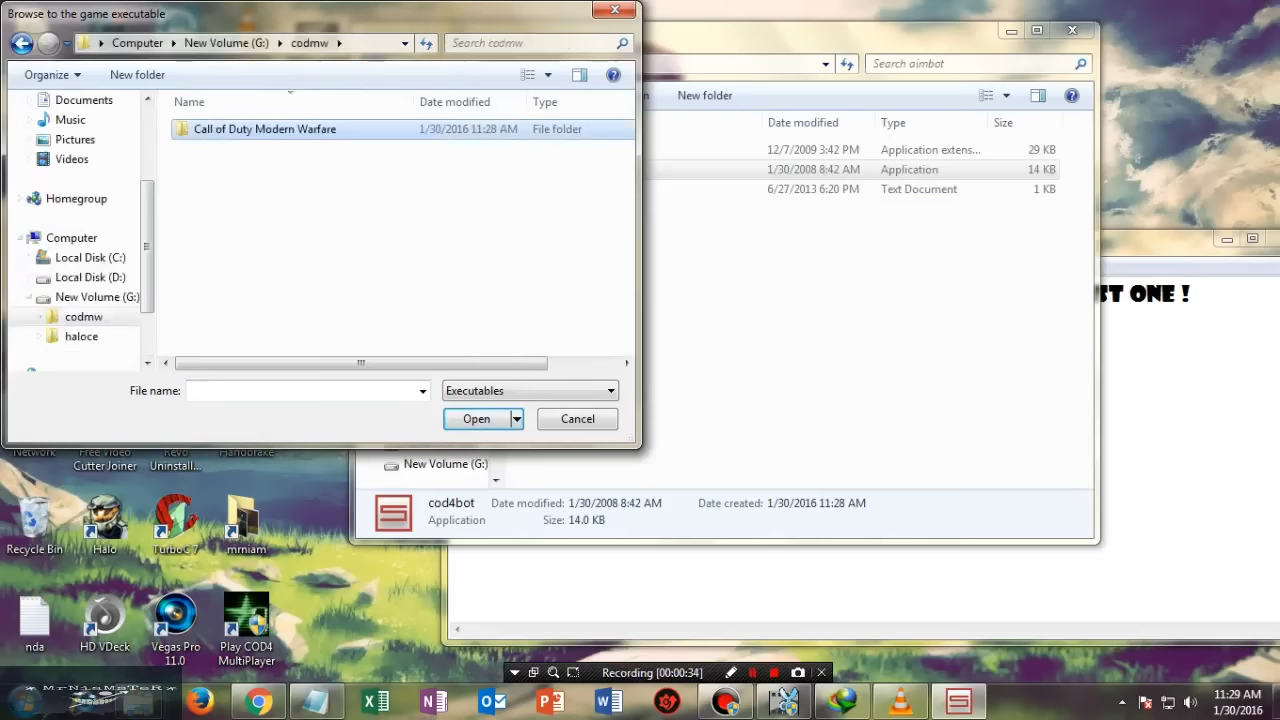 Browse to the game executable
Computer
New Volume (G:)
codmw
Search codmw
Organize
New folder
Documents
Music
Pictures
Videos
Homegroup
Computer
Local Disk (C:)
Local Disk (D:)
New Volume (G:)
codmw
haloce
Name
Date modified
Type
Call of Duty Modern Warfare
1/30/2016 11:28 AM
File folder
File name:
Executables
Open
Cancel
Search aimbot
New folder
Date modified
Type
Size
12/7/2009 3:42 PM
Application extens...
29 KB
1/30/2008 8:42 AM
Application
14 KB
6/27/2013 6:20 PM
Text Document
1 KB
ST ONE !
New Volume (G:)
cod4bot
Date modified: 1/30/2008 8:42 AM
Date created: 1/30/2016 11:28 AM
Application
Size: 14.0 KB
Network
Free Video
Cutter Joiner
Revo
Uninstall...
Handbrake
Recycle Bin
Halo
TurboC 7
mrniam
nda
HD VDeck
Vegas Pro
11.0
Play COD4
MultiPlayer
Recording [00:00:34]
11:29 AM
1/30/2016